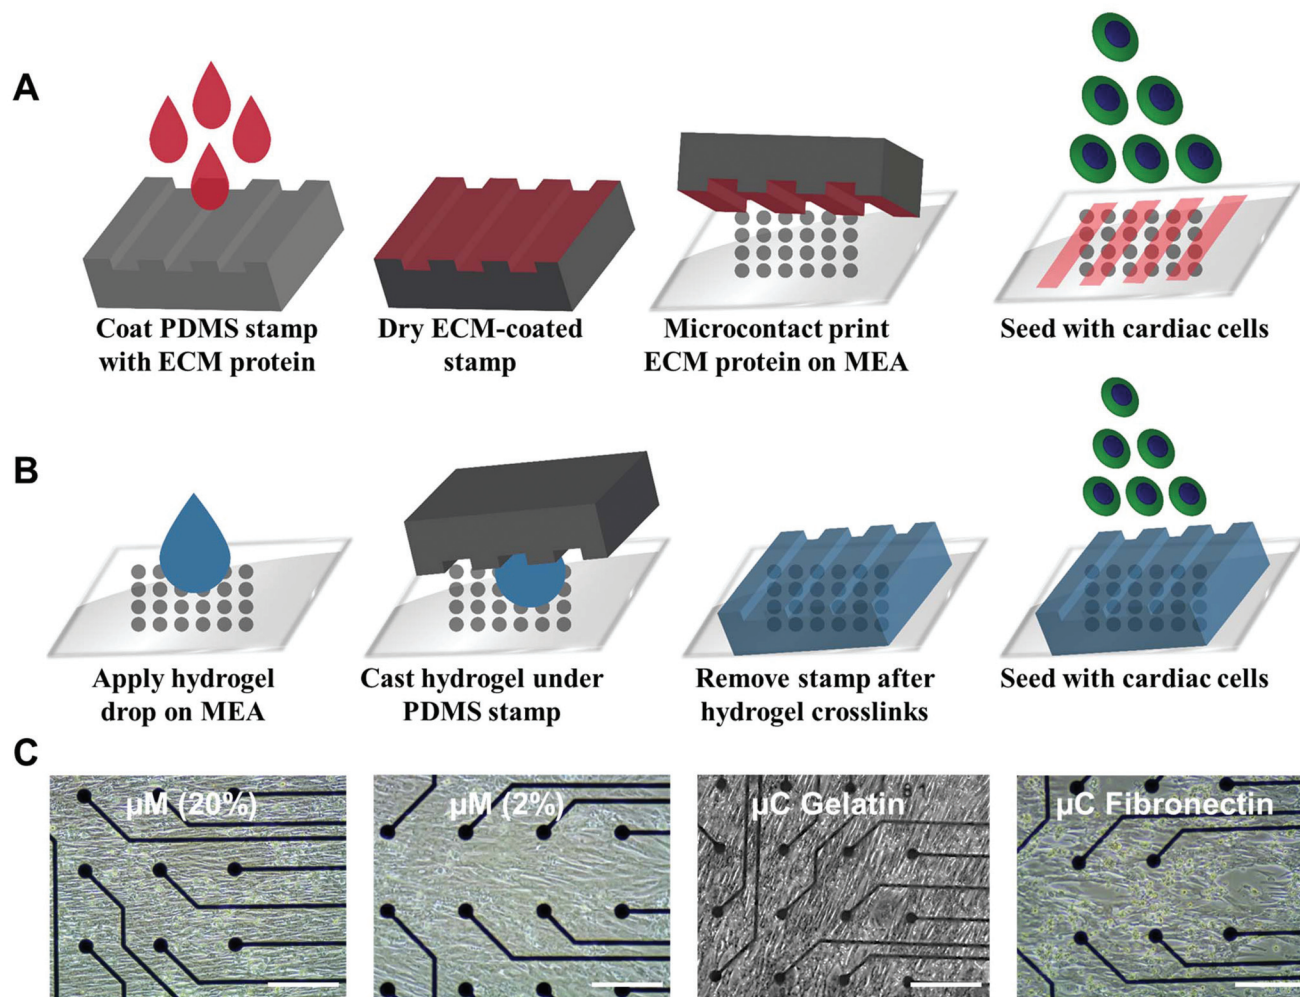 A
Coat PDMS stamp
with ECM protein
Dry ECM-coated
stamp
Microcontact print
ECM protein on MEA
Seed with cardiac cells
B
Apply hydrogel
drop on MEA
Cast hydrogel under
PDMS stamp
Remove stamp after
hydrogel crosslinks
Seed with cardiac cells
C
μM (20%)
μM (2%)
μC Gelatin
μC Fibronectin